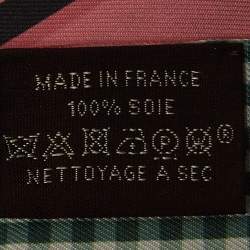 MADE IN FRANCE
100% SOIE
®
NETTOYAGE A SEC